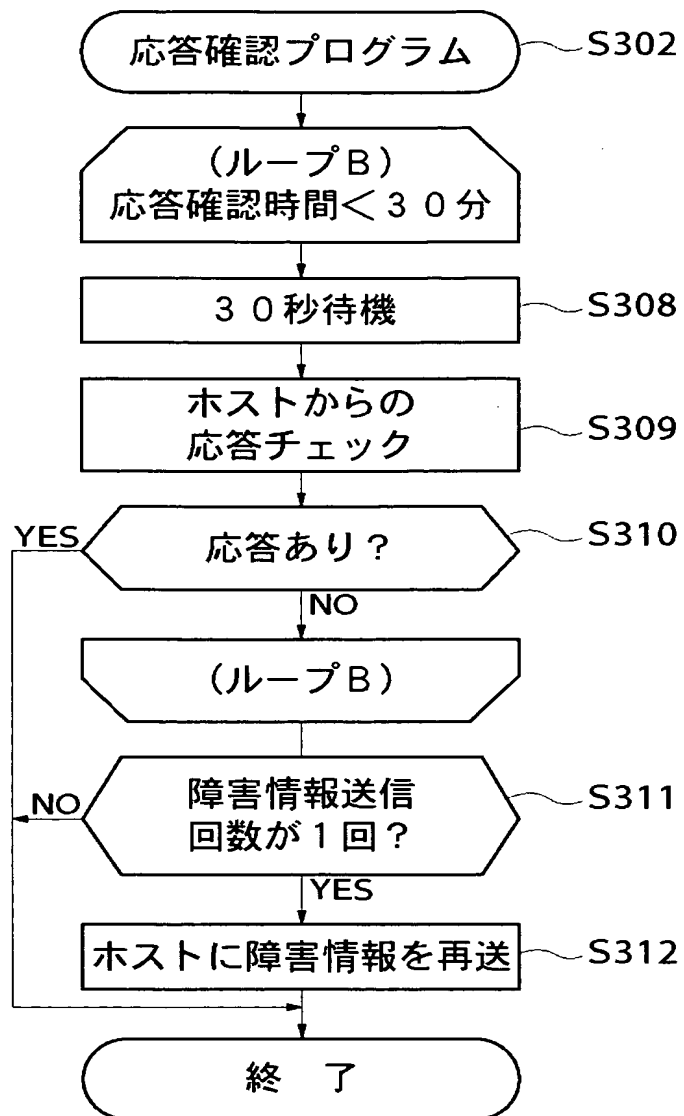 応答確認プログラム
S302
(ループB)
応答確認時間<30分
30秒待機
S308
ホストからの
応答チェック
S309
YES
応答あり?
S310
NO
(ループB)
NO
障害情報送信
回数が1回?
S311
YES
ホストに障害情報を再送
S312
終 了